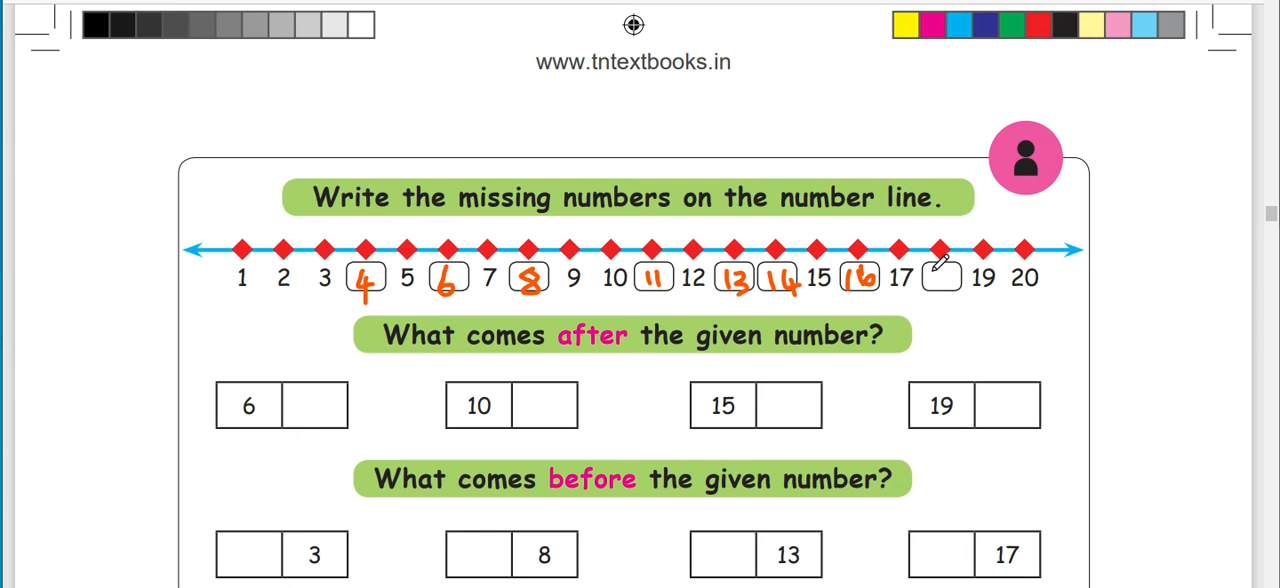 www.tntextbooks.in
Write the missing numbers on the number line.
1 2 3 4 5 6 7 8 9 10 11 12 13 14 15 16 17 19 20
What comes after the given number?
6 10 15 19
What comes before the given number?
3 8 13 17